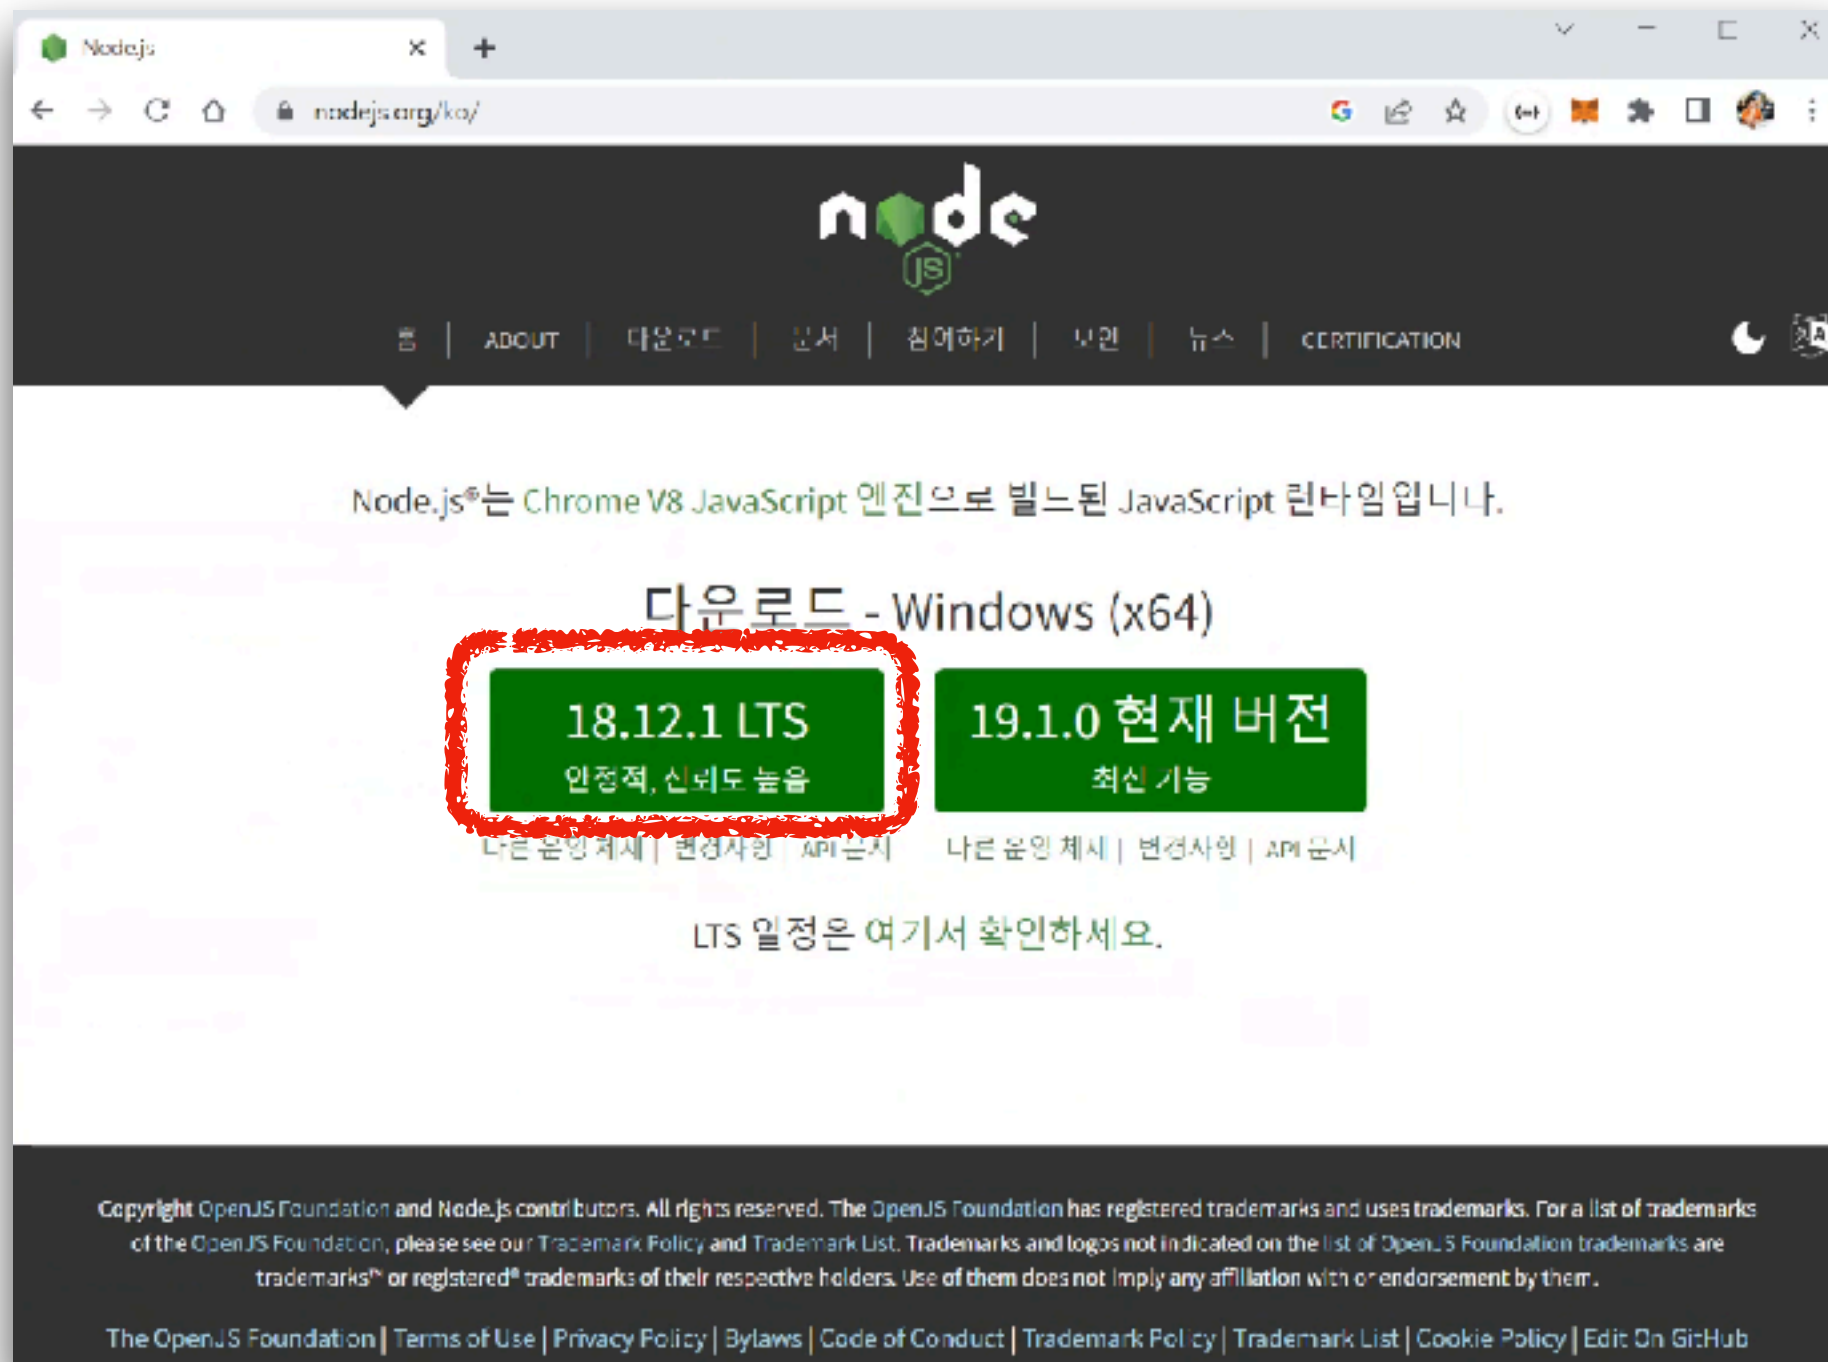 Node.js
nodejs.org/ko/
node
JS
홈 | ABOUT | 다운로드 | 문서 | 참여하기 | 보안 | 뉴스 | CERTIFICATION
Node.js®는 Chrome V8 JavaScript 엔진으로 빌드된 JavaScript 런타임입니다.
다운로드 - Windows (x64)
18.12.1 LTS
안정적, 신뢰도 높음
19.1.0 현재 버전
최신 기능
다른 운영 체제 | 변경사항 | API 문서
다른 운영 체제 | 변경사항 | API 문서
LTS 일정은 여기서 확인하세요.
Copyright OpenJS Foundation and Node.js contributors. All rights reserved. The OpenJS Foundation has registered trademarks and uses trademarks. For a list of trademarks
of the OpenJS Foundation, please see our Trademark Policy and Trademark List. Trademarks and logos not indicated on the list of OpenJS Foundation trademarks are
trademarks™ or registered® trademarks of their respective holders. Use of them does not imply any affiliation with or endorsement by them.
The OpenJS Foundation | Terms of Use | Privacy Policy | Bylaws | Code of Conduct | Trademark Policy | Trademark List | Cookie Policy | Edit On GitHub